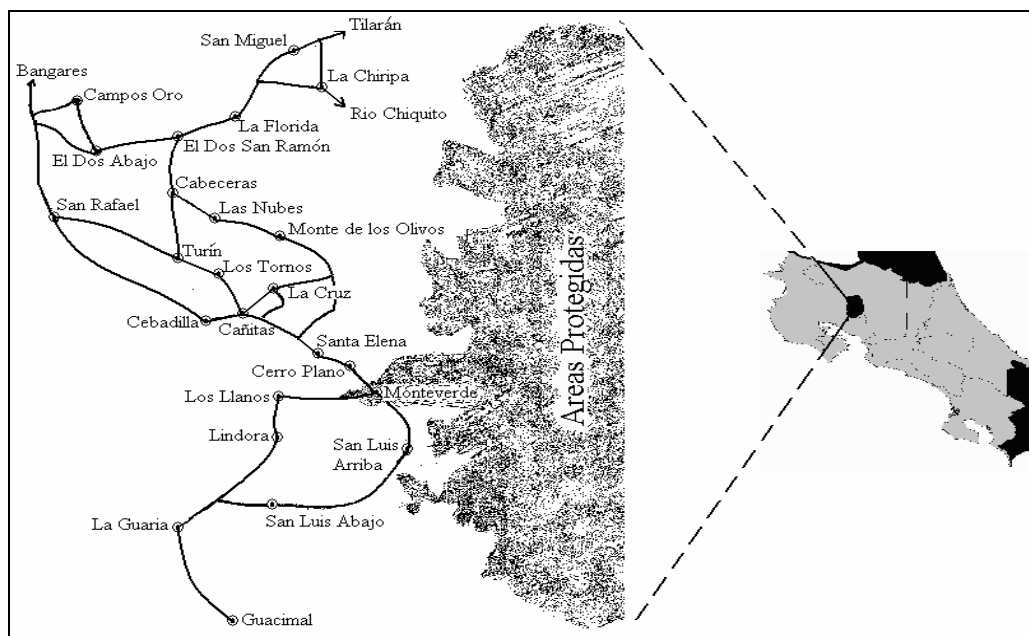 Tilarán
San Miguel
Bangares
La Chiripa
Campos Oro
Rio Chiquito
La Florida
El Dos San Ramón
El Dos Abajo
Cabeceras
San Rafael
Las Nubes
Monte de los Olivos
Turín
Los Tornos
La Cruz
Cebadilla
Cañitas
Santa Elena
Cerro Plano
Los Llanos
Monteverde
Lindora
San Luis
Arriba
La Guaria
San Luis Abajo
Guacimal
Areas Protegidas